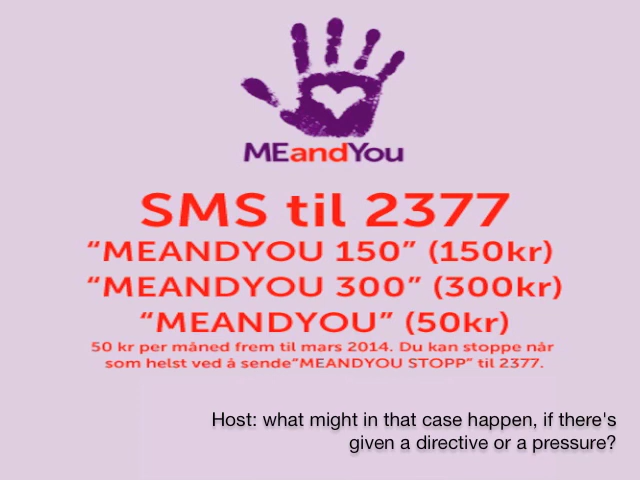 MEandYou
SMS til 2377
“MEANDYOU 150” (150kr)
“MEANDYOU 300” (300kr)
“MEANDYOU” (50kr)
50 kr per måned frem til mars 2014. Du kan stoppe når
som helst ved å sende“MEANDYOU STOPP” til 2377.
Host: what might in that case happen, if there's
given a directive or a pressure?